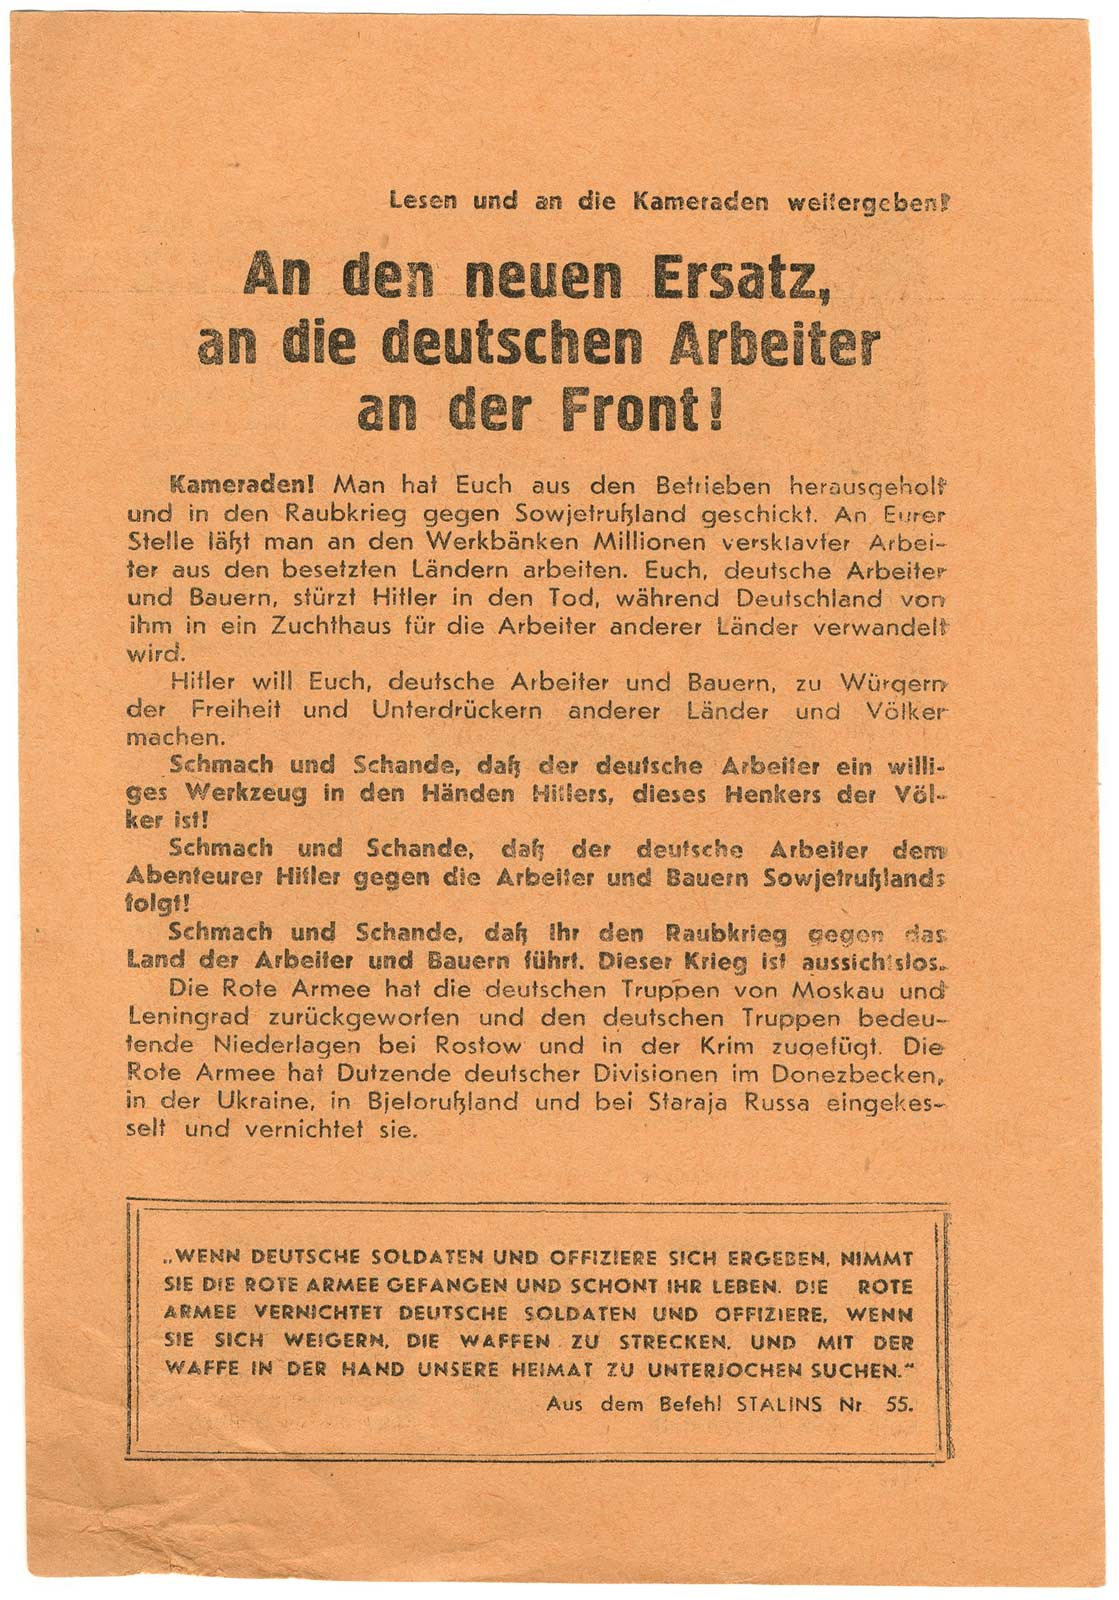 Lesen und an die Kameraden weitergeben!
An den neuen Ersatz,
an die deutschen Arbeiter
an der Front!
Kameraden! Man hat Euch aus den Betrieben herausgeholt
und in den Raubkrieg gegen Sowjetrußland geschickt. An Eurer
Stelle läßt man an den Werkbänken Millionen versklavter Arbei-
ter aus den besetzten Ländern arbeiten. Euch, deutsche Arbeiter
und Bauern, stürzt Hitler in den Tod, während Deutschland von
ihm in ein Zuchthaus für die Arbeiter anderer Länder verwandelt
wird.
Hitler will Euch, deutsche Arbeiter und Bauern, zu Würgern
der Freiheit und Unterdrückern anderer Länder und Völker
machen.
Schmach und Schande, daß der deutsche Arbeiter ein willi-
ges Werkzeug in den Händen Hitlers, dieses Henkers der Völ-
ker ist!
Schmach und Schande, daß der deutsche Arbeiter dem
Abenteurer Hitler gegen die Arbeiter und Bauern Sowjetrußlands
folgt!
Schmach und Schande, daß Ihr den Raubkrieg gegen das
Land der Arbeiter und Bauern führt. Dieser Krieg ist aussichtslos.
Die Rote Armee hat die deutschen Truppen von Moskau und
Leningrad zurückgeworfen und den deutschen Truppen bedeu-
tende Niederlagen bei Rostow und in der Krim zugefügt. Die
Rote Armee hat Dutzende deutscher Divisionen im Donezbecken,
in der Ukraine, in Bjelorußland und bei Staraja Russa eingekes-
selt und vernichtet sie.
„WENN DEUTSCHE SOLDATEN UND OFFIZIERE SICH ERGEBEN, NIMMT
SIE DIE ROTE ARMEE GEFANGEN UND SCHONT IHR LEBEN. DIE ROTE
ARMEE VERNICHTET DEUTSCHE SOLDATEN UND OFFIZIERE, WENN
SIE SICH WEIGERN, DIE WAFFEN ZU STRECKEN, UND MIT DER
WAFFE IN DER HAND UNSERE HEIMAT ZU UNTERJOCHEN SUCHEN.“
Aus dem Befehl STALINS Nr 55.